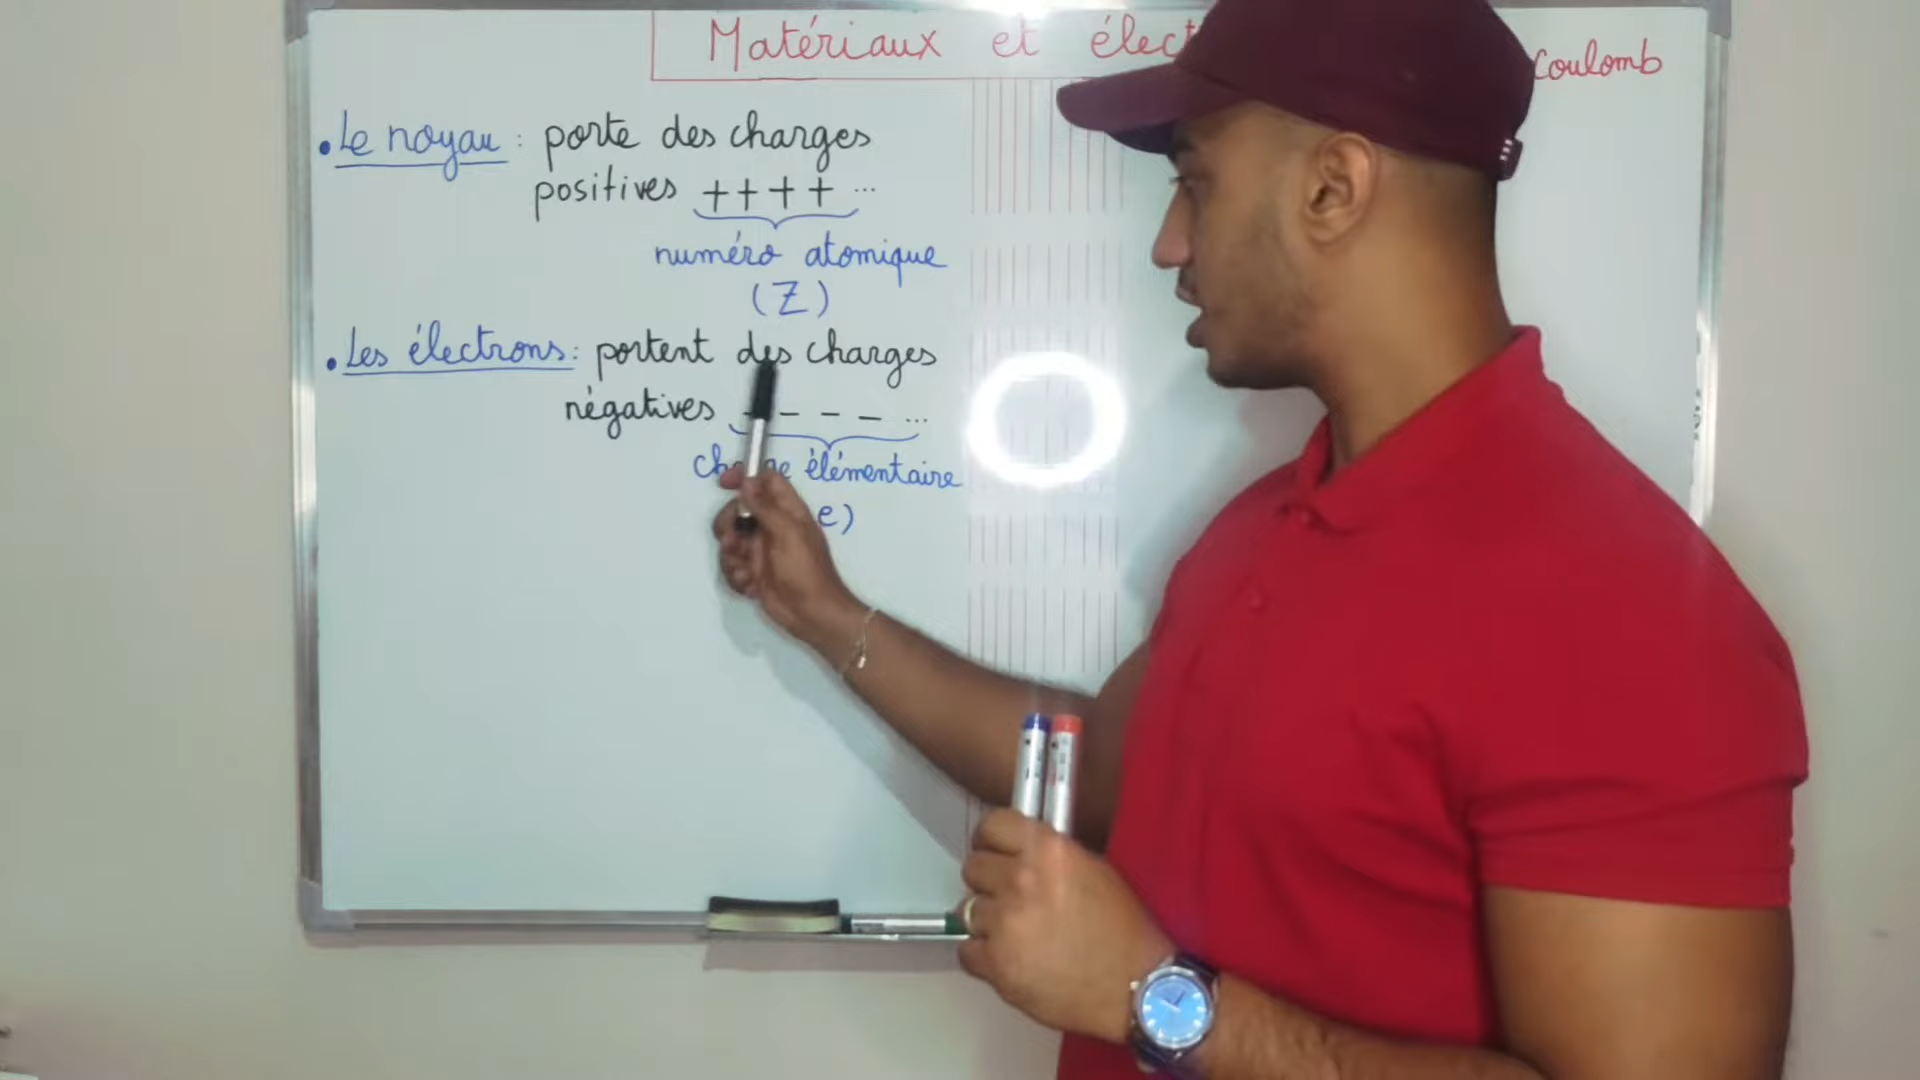 Matériaux et élect
Coulomb
• Le noyau : porte des charges
positives ++++ ...
numéro atomique
(Z)
• Les électrons : portent des charges
négatives - - - - ...
élémentaire
e)